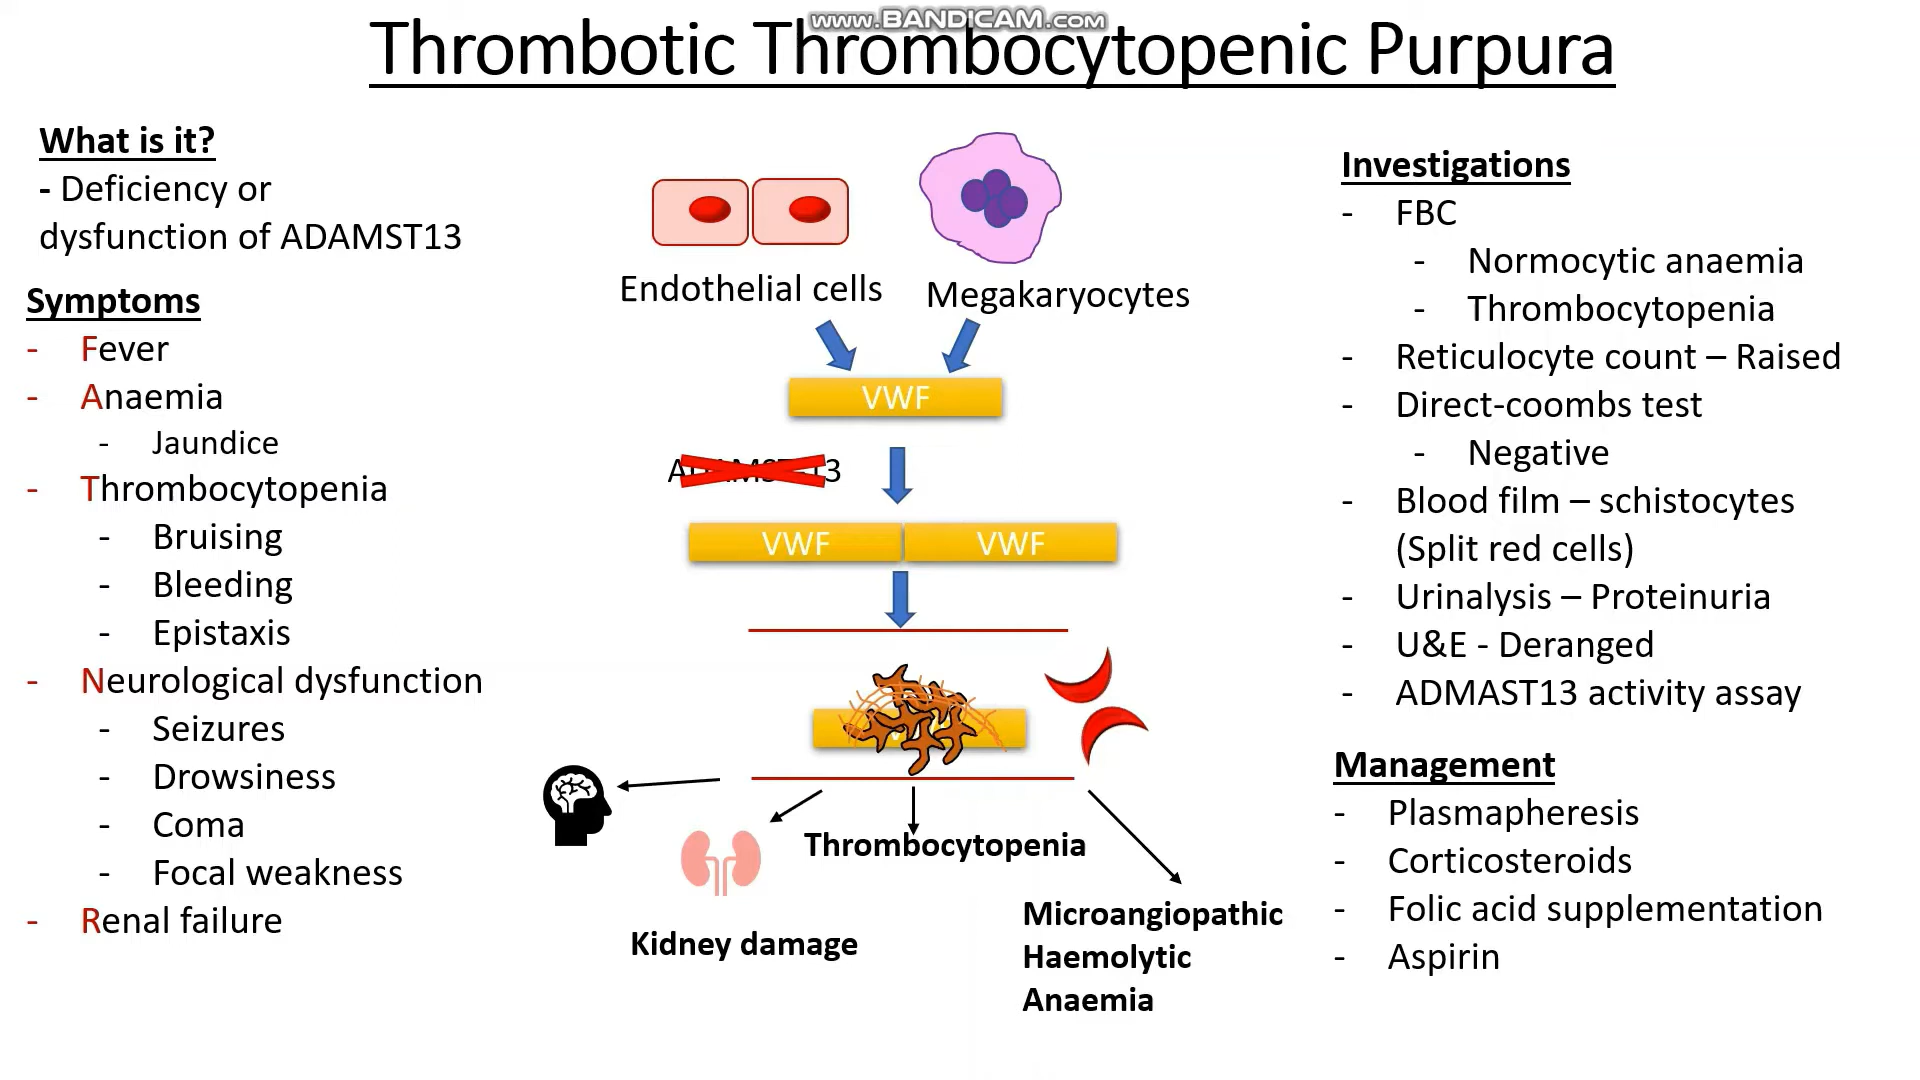 www.BANDICAM.com
Thrombotic Thrombocytopenic Purpura
What is it?
- Deficiency or
dysfunction of ADAMST13
Symptoms
- Fever
- Anaemia
- Jaundice
- Thrombocytopenia
- Bruising
- Bleeding
- Epistaxis
- Neurological dysfunction
- Seizures
- Drowsiness
- Coma
- Focal weakness
- Renal failure
Endothelial cells
Megakaryocytes
VWF
ADAMST-13
VWF VWF
Thrombocytopenia
Kidney damage
Microangiopathic
Haemolytic
Anaemia
Investigations
- FBC
- Normocytic anaemia
- Thrombocytopenia
- Reticulocyte count – Raised
- Direct-coombs test
- Negative
- Blood film – schistocytes
(Split red cells)
- Urinalysis – Proteinuria
- U&E - Deranged
- ADMAST13 activity assay
Management
- Plasmapheresis
- Corticosteroids
- Folic acid supplementation
- Aspirin